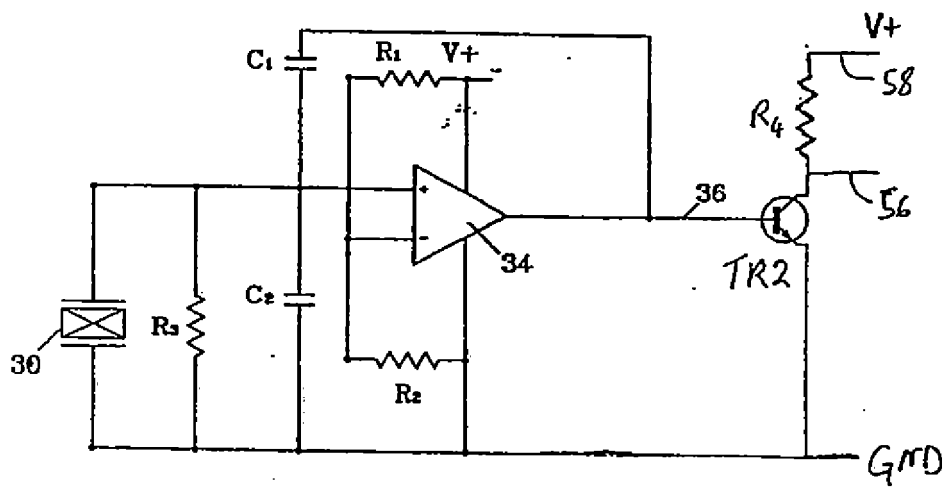 V+
C₁
R₁
V+
58
R₄
+
36
56
−
34
TR2
C₂
R₃
30
R₂
GND